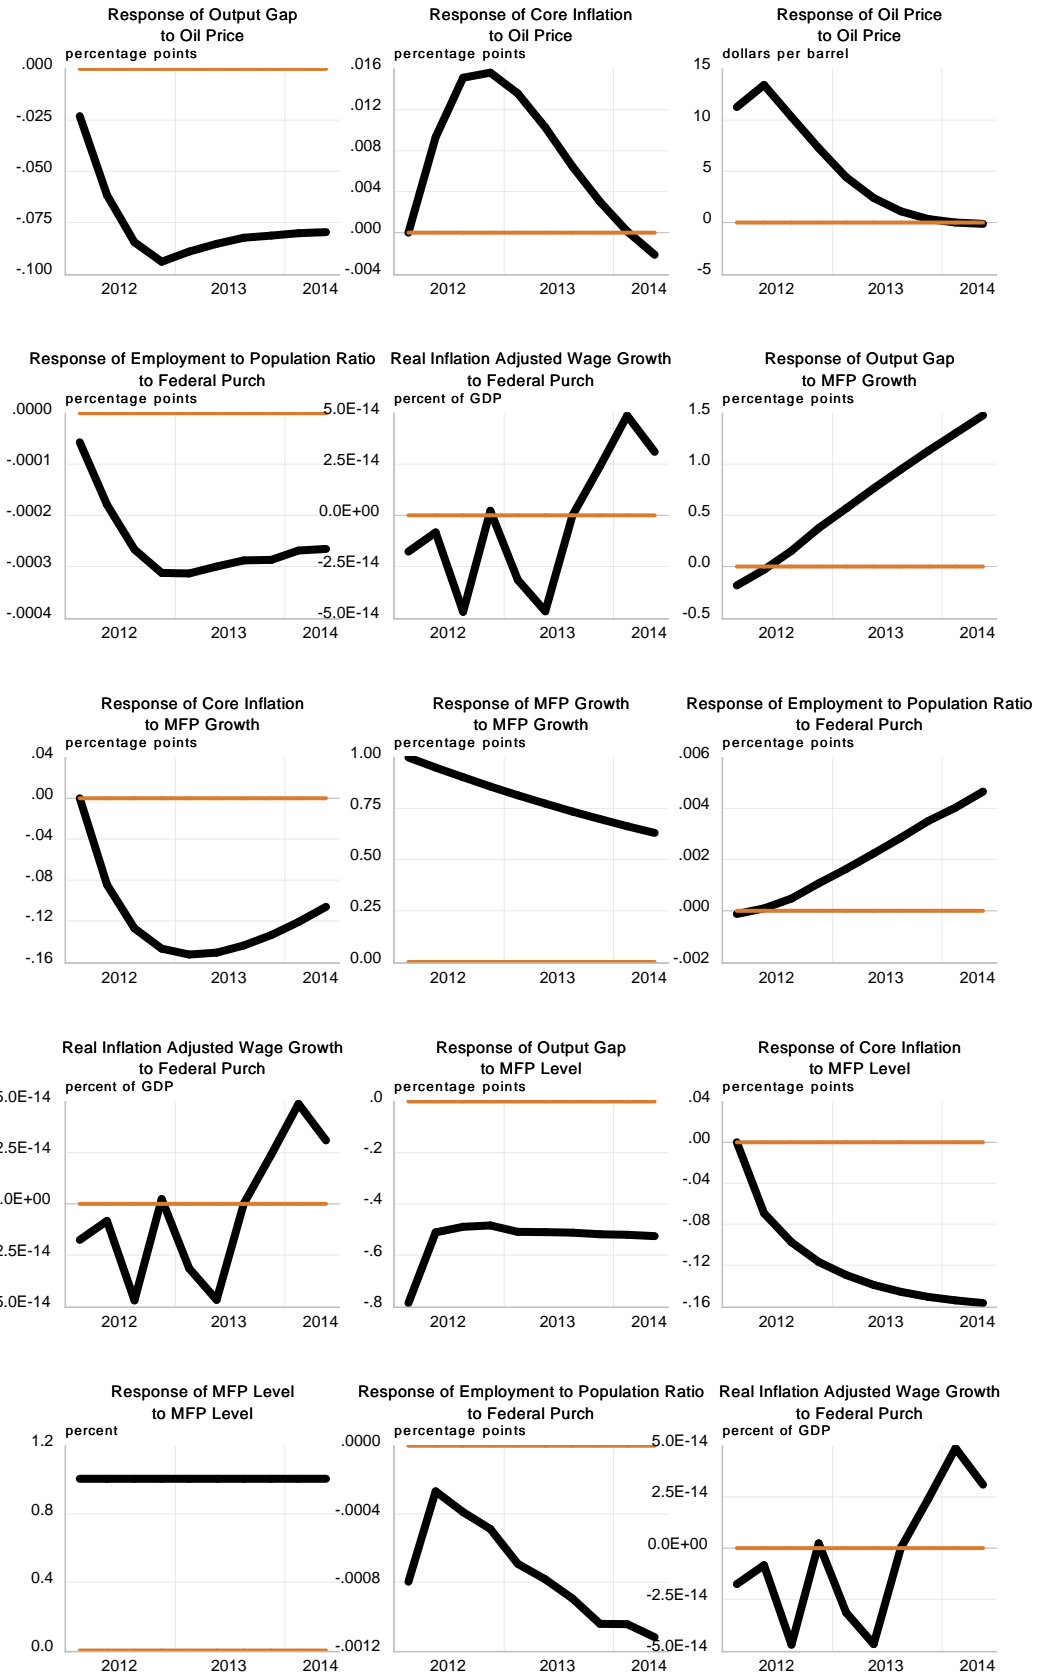 Response of Output Gap
to Oil Price
percentage points
.000
-.025
-.050
-.075
-.100
2012 2013 2014
Response of Core Inflation
to Oil Price
percentage points
.016
.012
.008
.004
.000
-.004
2012 2013 2014
Response of Oil Price
to Oil Price
dollars per barrel
15
10
5
0
-5
2012 2013 2014
Response of Employment to Population Ratio
to Federal Purch
percentage points
.0000
-.0001
-.0002
-.0003
-.0004
2012 2013 2014
Real Inflation Adjusted Wage Growth
to Federal Purch
percent of GDP
5.0E-14
2.5E-14
0.0E+00
-2.5E-14
-5.0E-14
2012 2013 2014
Response of Output Gap
to MFP Growth
percentage points
1.5
1.0
0.5
0.0
-0.5
2012 2013 2014
Response of Core Inflation
to MFP Growth
percentage points
.04
.00
-.04
-.08
-.12
-.16
2012 2013 2014
Response of MFP Growth
to MFP Growth
percentage points
1.00
0.75
0.50
0.25
0.00
2012 2013 2014
Response of Employment to Population Ratio
to Federal Purch
percentage points
.006
.004
.002
.000
-.002
2012 2013 2014
Real Inflation Adjusted Wage Growth
to Federal Purch
percent of GDP
5.0E-14
2.5E-14
.0E+00
2.5E-14
5.0E-14
2012 2013 2014
Response of Output Gap
to MFP Level
percentage points
.0
-.2
-.4
-.6
-.8
2012 2013 2014
Response of Core Inflation
to MFP Level
percentage points
.04
.00
-.04
-.08
-.12
-.16
2012 2013 2014
Response of MFP Level
to MFP Level
percent
1.2
0.8
0.4
0.0
2012 2013 2014
Response of Employment to Population Ratio
to Federal Purch
percentage points
.0000
-.0004
-.0008
-.0012
2012 2013 2014
Real Inflation Adjusted Wage Growth
to Federal Purch
percent of GDP
5.0E-14
2.5E-14
0.0E+00
-2.5E-14
-5.0E-14
2012 2013 2014